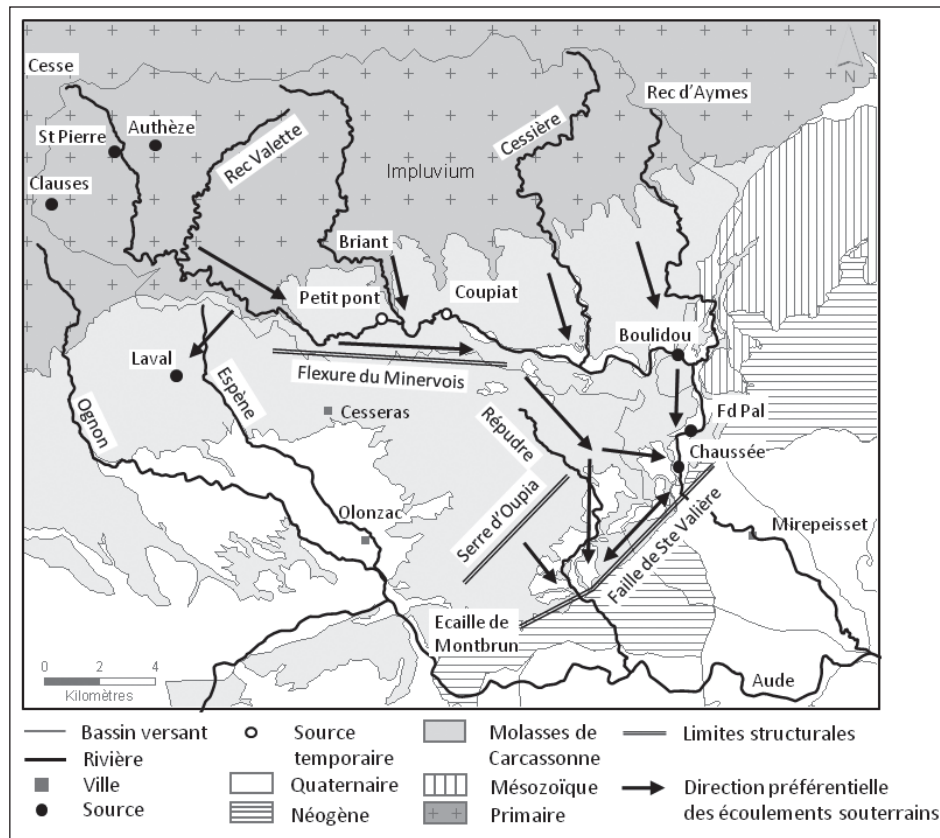 Cesse
N
Rec d'Aymes
St Pierre
Authèze
Cessière
Rec Valette
Clauses
Impluvium
Briant
Petit pont
Coupiat
Boulidou
Laval
Flexure du Minervois
Espène
Ognon
Cesseras
Répudre
Fd Pal
Chaussée
Olonzac
Serre d'Oupia
Mirepeisset
Faille de Ste Valière
Ecaille de
Montbrun
0 2 4
Kilomètres
Aude
Bassin versant
Rivière
Ville
Source
Source
temporaire
Quaternaire
Néogène
Molasses de
Carcassonne
Mésozoïque
Primaire
Limites structurales
Direction préférentielle
des écoulements souterrains